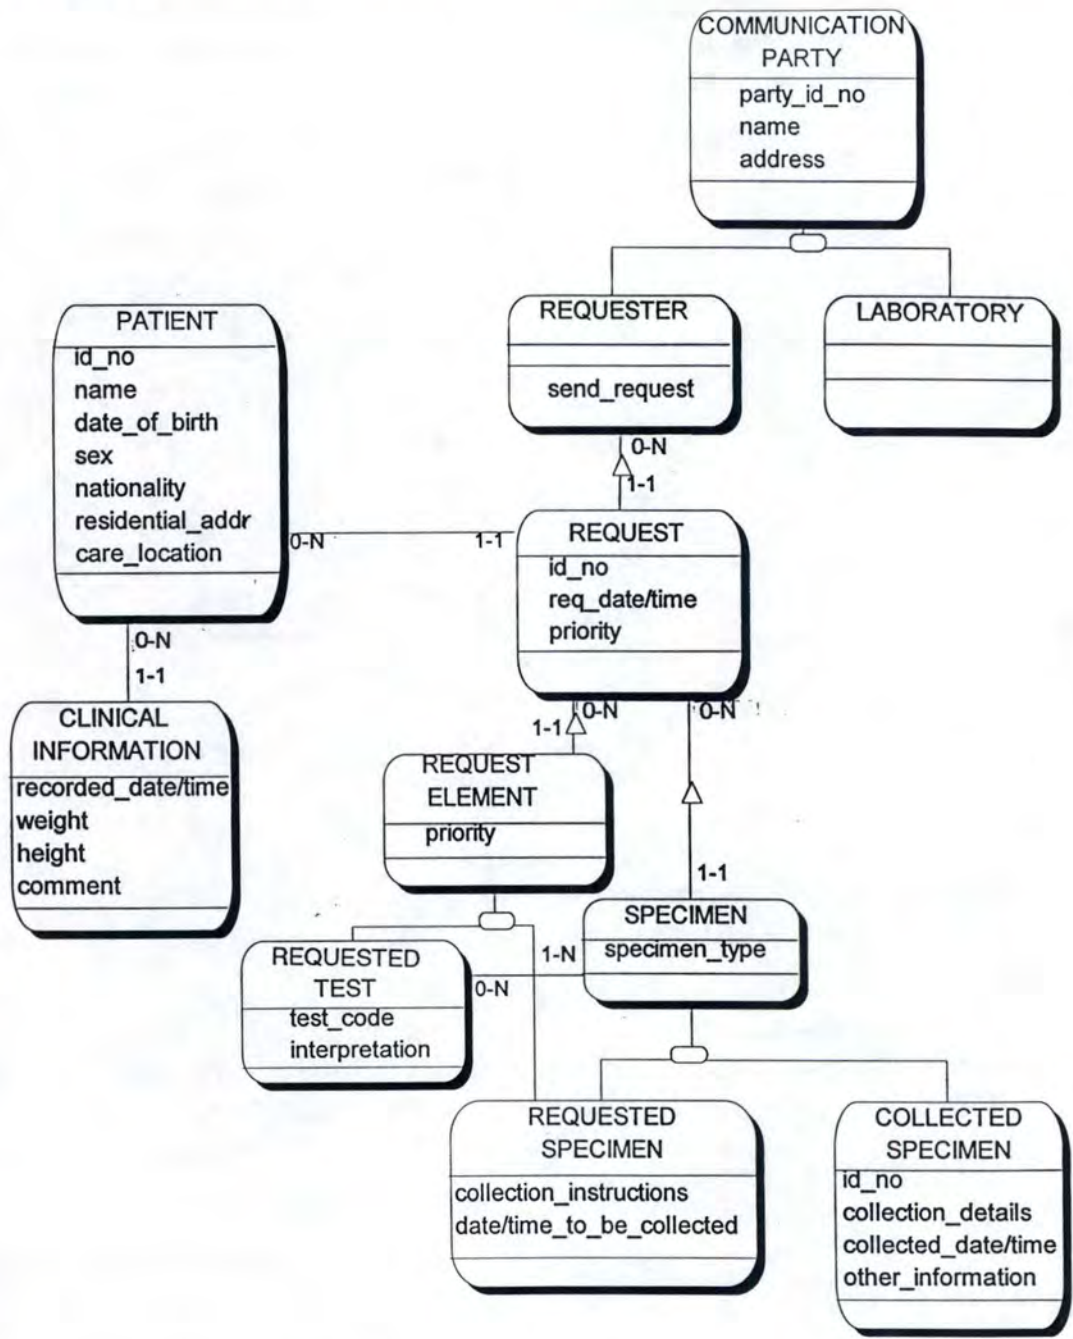 COMMUNICATION
PARTY
party_id_no
name
address
REQUESTER
send_request
LABORATORY
PATIENT
id_no
name
date_of_birth
sex
nationality
residential_addr
care_location
0-N
1-1
0-N
1-1
REQUEST
id_no
req_date/time
priority
0-N
1-1
CLINICAL
INFORMATION
recorded_date/time
weight
height
comment
1-1
0-N
0-N
REQUEST
ELEMENT
priority
1-1
SPECIMEN
specimen_type
REQUESTED
TEST
test_code
interpretation
1-N
0-N
REQUESTED
SPECIMEN
collection_instructions
date/time_to_be_collected
COLLECTED
SPECIMEN
id_no
collection_details
collected_date/time
other_information